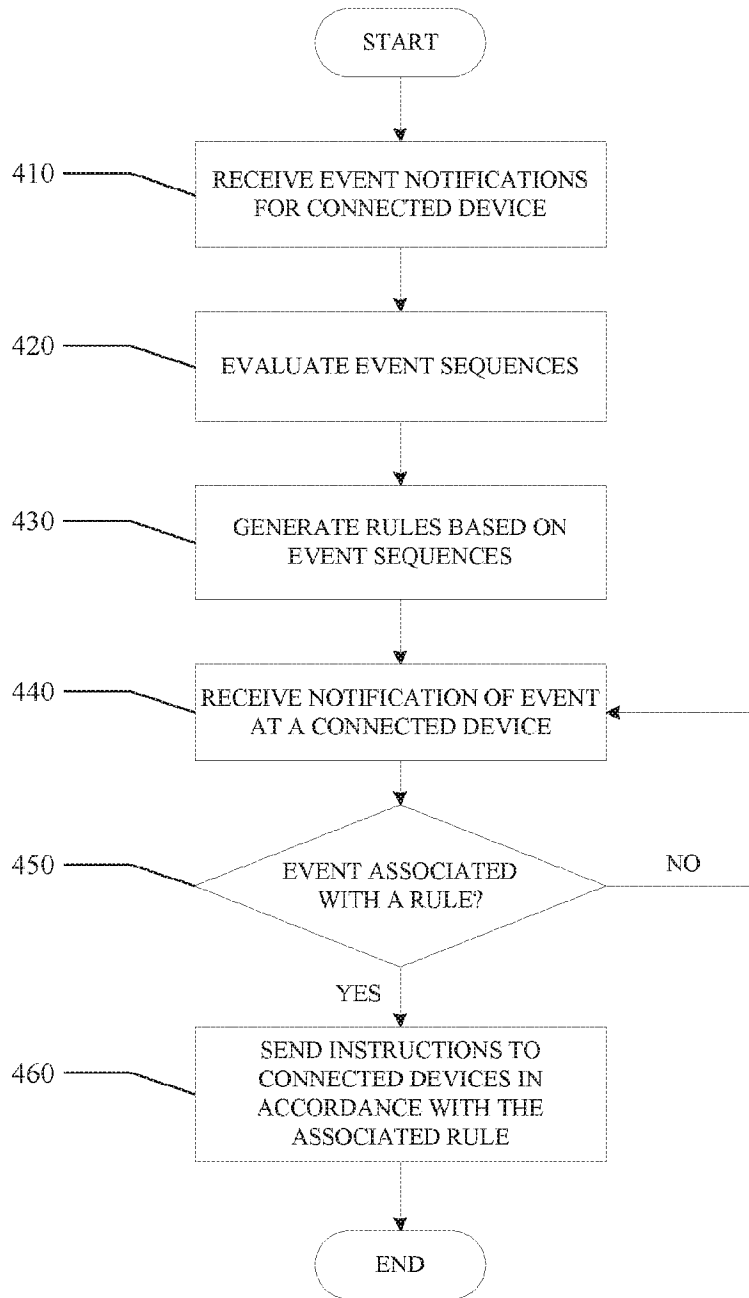 START
410
RECEIVE EVENT NOTIFICATIONS
FOR CONNECTED DEVICE
420
EVALUATE EVENT SEQUENCES
430
GENERATE RULES BASED ON
EVENT SEQUENCES
440
RECEIVE NOTIFICATION OF EVENT
AT A CONNECTED DEVICE
450
EVENT ASSOCIATED
WITH A RULE?
NO
YES
460
SEND INSTRUCTIONS TO
CONNECTED DEVICES IN
ACCORDANCE WITH THE
ASSOCIATED RULE
END